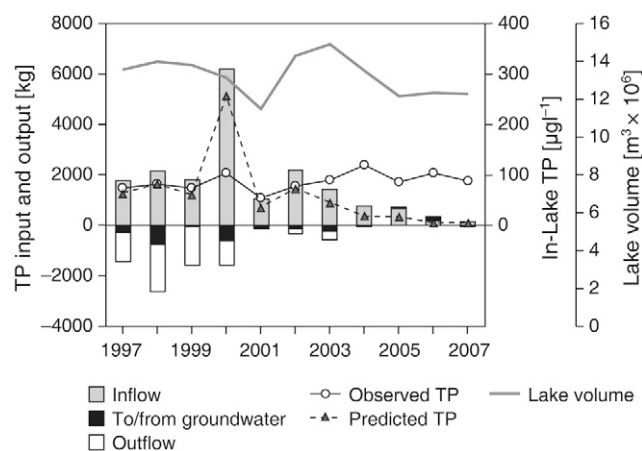 8000
6000
4000
2000
0
−2000
−4000
TP input and output [kg]
400
300
200
100
0
In-Lake TP [µgl⁻¹]
16
14
12
10
8
6
4
2
0
Lake volume [m³ × 10⁶]
1997 1999 2001 2003 2005 2007
Inflow
To/from groundwater
Outflow
Observed TP
Predicted TP
Lake volume